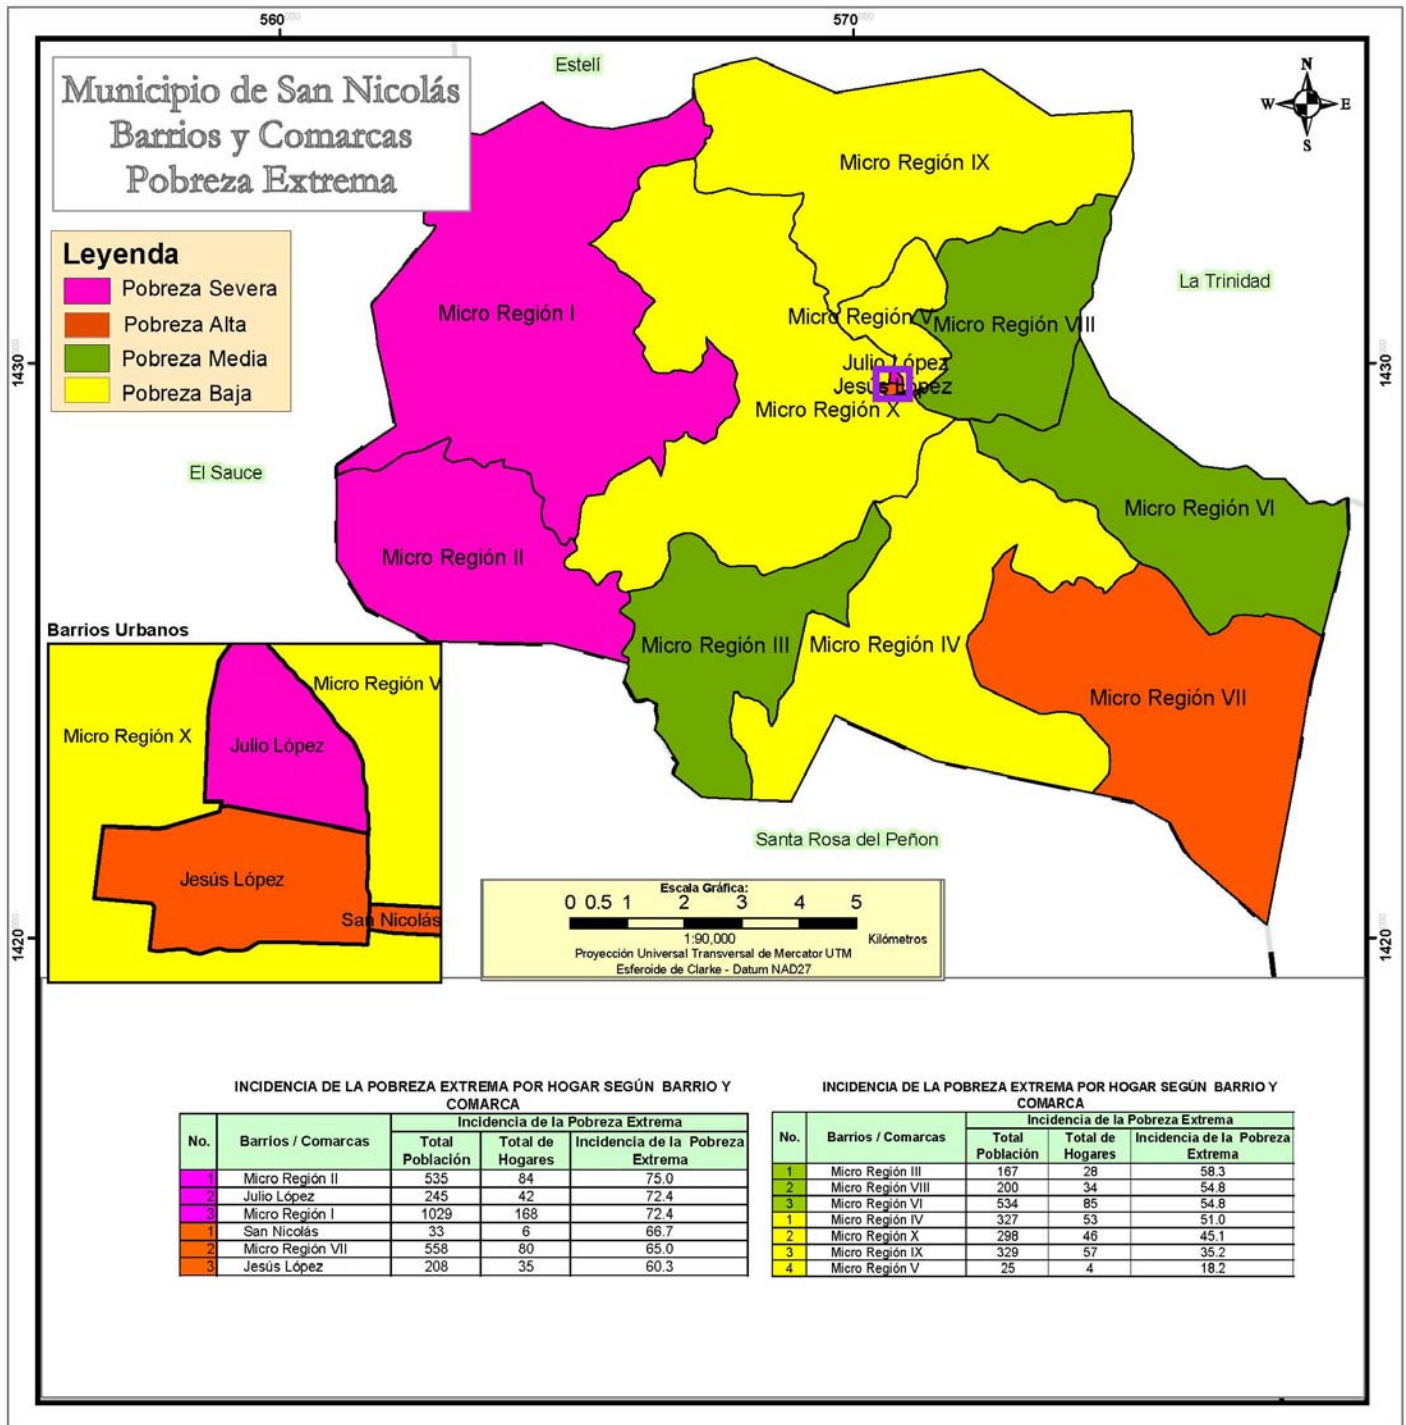 560000
570000
Municipio de San Nicolás
Barrios y Comarcas
Pobreza Extrema
Estelí
N
W E
S
Micro Región IX
Leyenda
Pobreza Severa
Pobreza Alta
Pobreza Media
Pobreza Baja
La Trinidad
Micro Región I
Micro Región V
Micro Región VIII
1430000
1430000
Julio López
Jesús López
Micro Región X
El Sauce
Micro Región VI
Micro Región II
Micro Región III
Micro Región IV
Micro Región VII
Barrios Urbanos
Micro Región V
Micro Región X
Julio López
Jesús López
San Nicolás
Santa Rosa del Peñon
Escala Gráfica:
0 0.5 1 2 3 4 5
1:90,000
Kilómetros
Proyección Universal Transversal de Mercator UTM
Esferoide de Clarke - Datum NAD27
1420000
1420000
INCIDENCIA DE LA POBREZA EXTREMA POR HOGAR SEGÚN BARRIO Y
COMARCA
No. Barrios / Comarcas Incidencia de la Pobreza Extrema
Total Población Total de Hogares Incidencia de la Pobreza Extrema
1 Micro Región II 535 84 75.0
2 Julio López 245 42 72.4
3 Micro Región I 1029 168 72.4
1 San Nicolás 33 6 66.7
2 Micro Región VII 558 80 65.0
3 Jesús López 208 35 60.3
INCIDENCIA DE LA POBREZA EXTREMA POR HOGAR SEGÚN BARRIO Y
COMARCA
No. Barrios / Comarcas Incidencia de la Pobreza Extrema
Total Población Total de Hogares Incidencia de la Pobreza Extrema
1 Micro Región III 167 28 58.3
2 Micro Región VIII 200 34 54.8
3 Micro Región VI 534 85 54.8
1 Micro Región IV 327 53 51.0
2 Micro Región X 298 46 45.1
3 Micro Región IX 329 57 35.2
4 Micro Región V 25 4 18.2